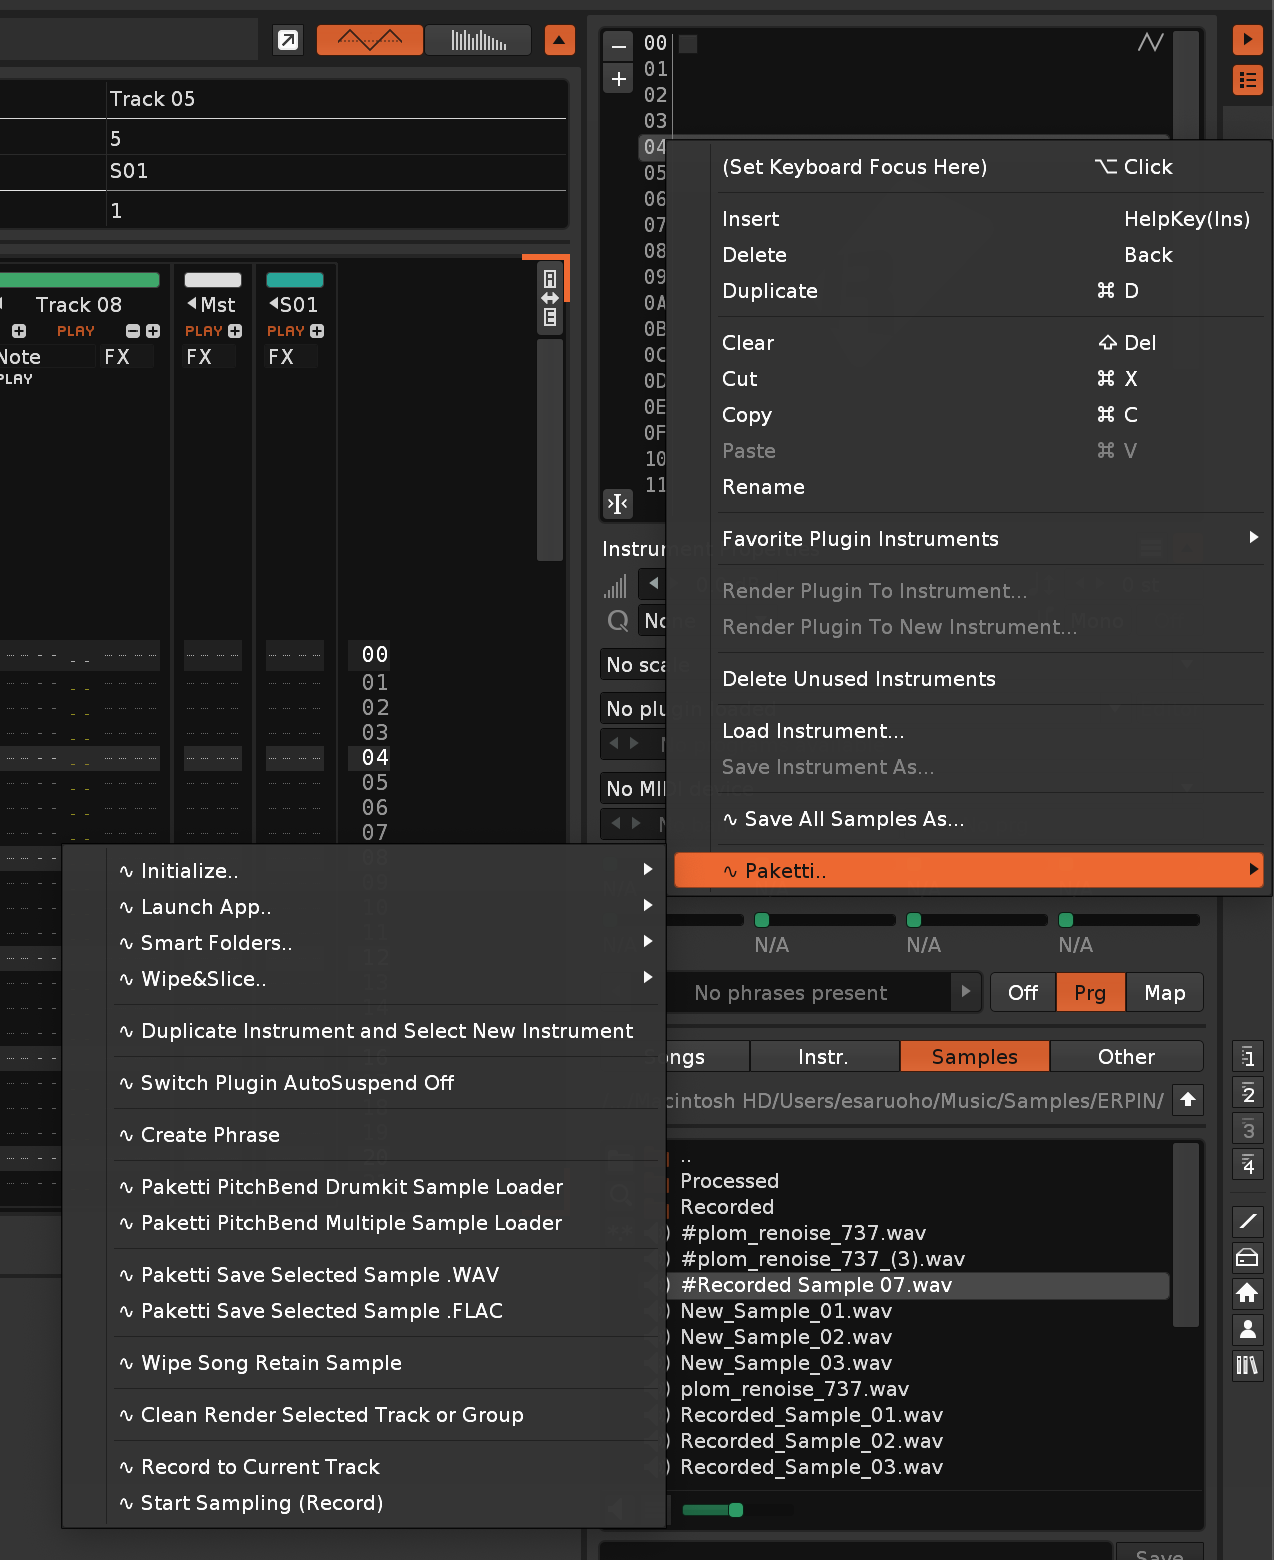 Track 05
5
S01
1
Track 08
Mst
S01
PLAY
PLAY
PLAY
Note
FX
FX
FX
PLAY
00
01
02
03
04
05
06
07
00
01
02
03
04
05
06
07
08
09
0A
0B
0C
0D
0E
0F
10
11
(Set Keyboard Focus Here) ⌥ Click
Insert HelpKey(Ins)
Delete Back
Duplicate ⌘ D
Clear ⇧ Del
Cut ⌘ X
Copy ⌘ C
Paste ⌘ V
Rename
Favorite Plugin Instruments
Render Plugin To Instrument...
Render Plugin To New Instrument...
Delete Unused Instruments
Load Instrument...
Save Instrument As...
∿ Save All Samples As...
∿ Paketti..
∿ Initialize..
∿ Launch App..
∿ Smart Folders..
∿ Wipe&Slice..
∿ Duplicate Instrument and Select New Instrument
∿ Switch Plugin AutoSuspend Off
∿ Create Phrase
∿ Paketti PitchBend Drumkit Sample Loader
∿ Paketti PitchBend Multiple Sample Loader
∿ Paketti Save Selected Sample .WAV
∿ Paketti Save Selected Sample .FLAC
∿ Wipe Song Retain Sample
∿ Clean Render Selected Track or Group
∿ Record to Current Track
∿ Start Sampling (Record)
No
No
No
N/A N/A N/A
No phrases present Off Prg Map
ngs Instr. Samples Other
cintosh HD/Users/esaruoho/Music/Samples/ERPIN/
..
Processed
Recorded
#plom_renoise_737.wav
#plom_renoise_737_(3).wav
#Recorded Sample 07.wav
New_Sample_01.wav
New_Sample_02.wav
New_Sample_03.wav
plom_renoise_737.wav
Recorded_Sample_01.wav
Recorded_Sample_02.wav
Recorded_Sample_03.wav
1
2
3
4
Save